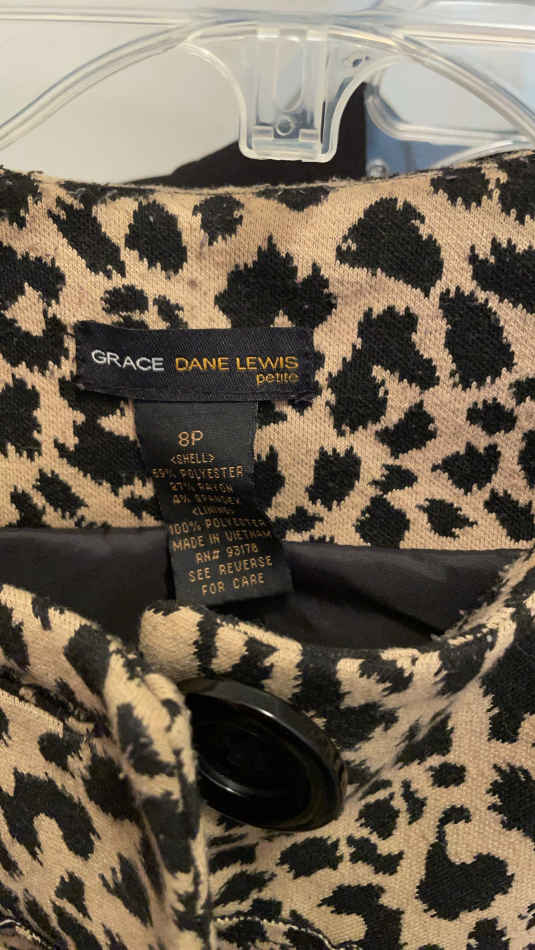 GRACE DANE LEWIS
petite
8P
<SHELL>
69% POLYESTER
27% RAYON
4% SPANDEX
<LINING>
100% POLYESTER
MADE IN VIETNAM
RN# 93178
SEE REVERSE
FOR CARE